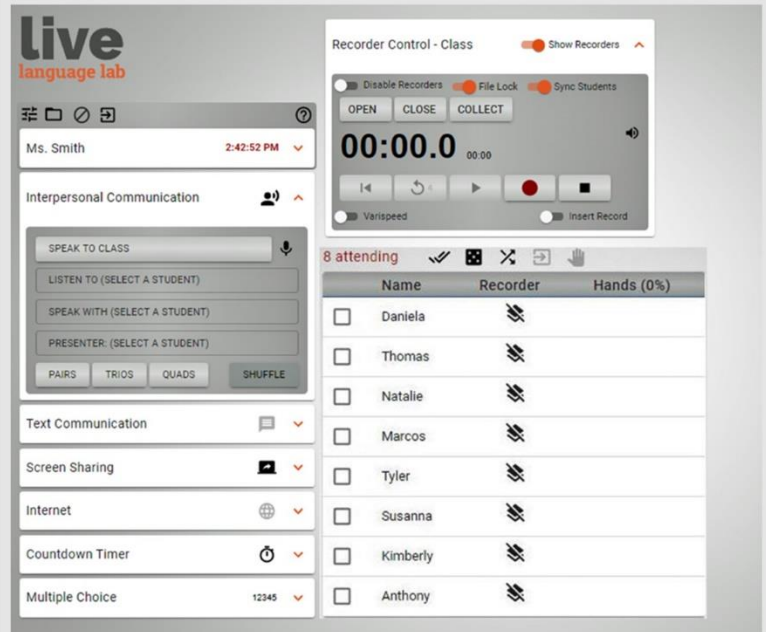 live
language lab
Ms. Smith 2:42:52 PM
Interpersonal Communication
SPEAK TO CLASS
LISTEN TO (SELECT A STUDENT)
SPEAK WITH (SELECT A STUDENT)
PRESENTER: (SELECT A STUDENT)
PAIRS TRIOS QUADS SHUFFLE
Text Communication
Screen Sharing
Internet
Countdown Timer
Multiple Choice 12345
Recorder Control - Class Show Recorders
Disable Recorders File Lock Sync Students
OPEN CLOSE COLLECT
00:00.0 00:00
4
Varispeed Insert Record
8 attending
Name Recorder Hands (0%)
Daniela
Thomas
Natalie
Marcos
Tyler
Susanna
Kimberly
Anthony